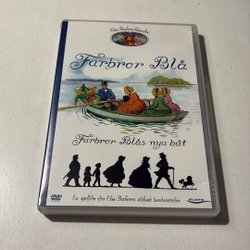 Elsa Beskows klassiker
Farbror Blå
Farbror Blås nya båt
En spelfilm efter Elsa Beskows älskade barnberättelser
DVD